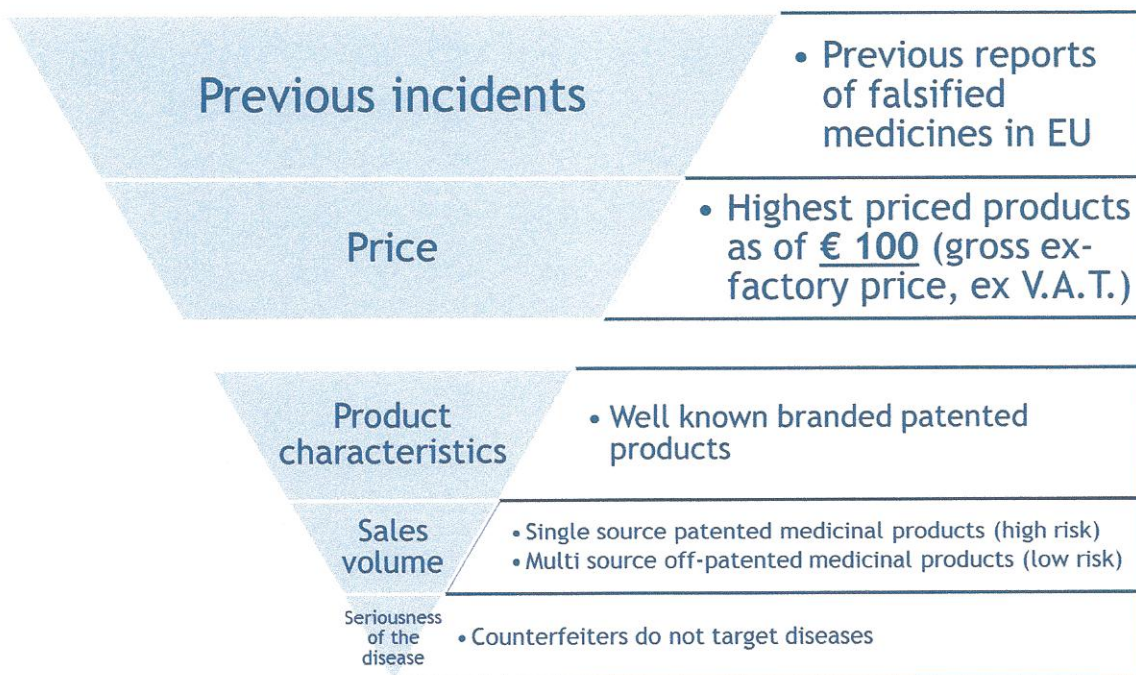 Previous incidents
• Previous reports
of falsified
medicines in EU
Price
• Highest priced products
as of € 100 (gross ex-
factory price, ex V.A.T.)
Product
characteristics
• Well known branded patented
products
Sales
volume
• Single source patented medicinal products (high risk)
• Multi source off-patented medicinal products (low risk)
Seriousness
of the
disease
• Counterfeiters do not target diseases